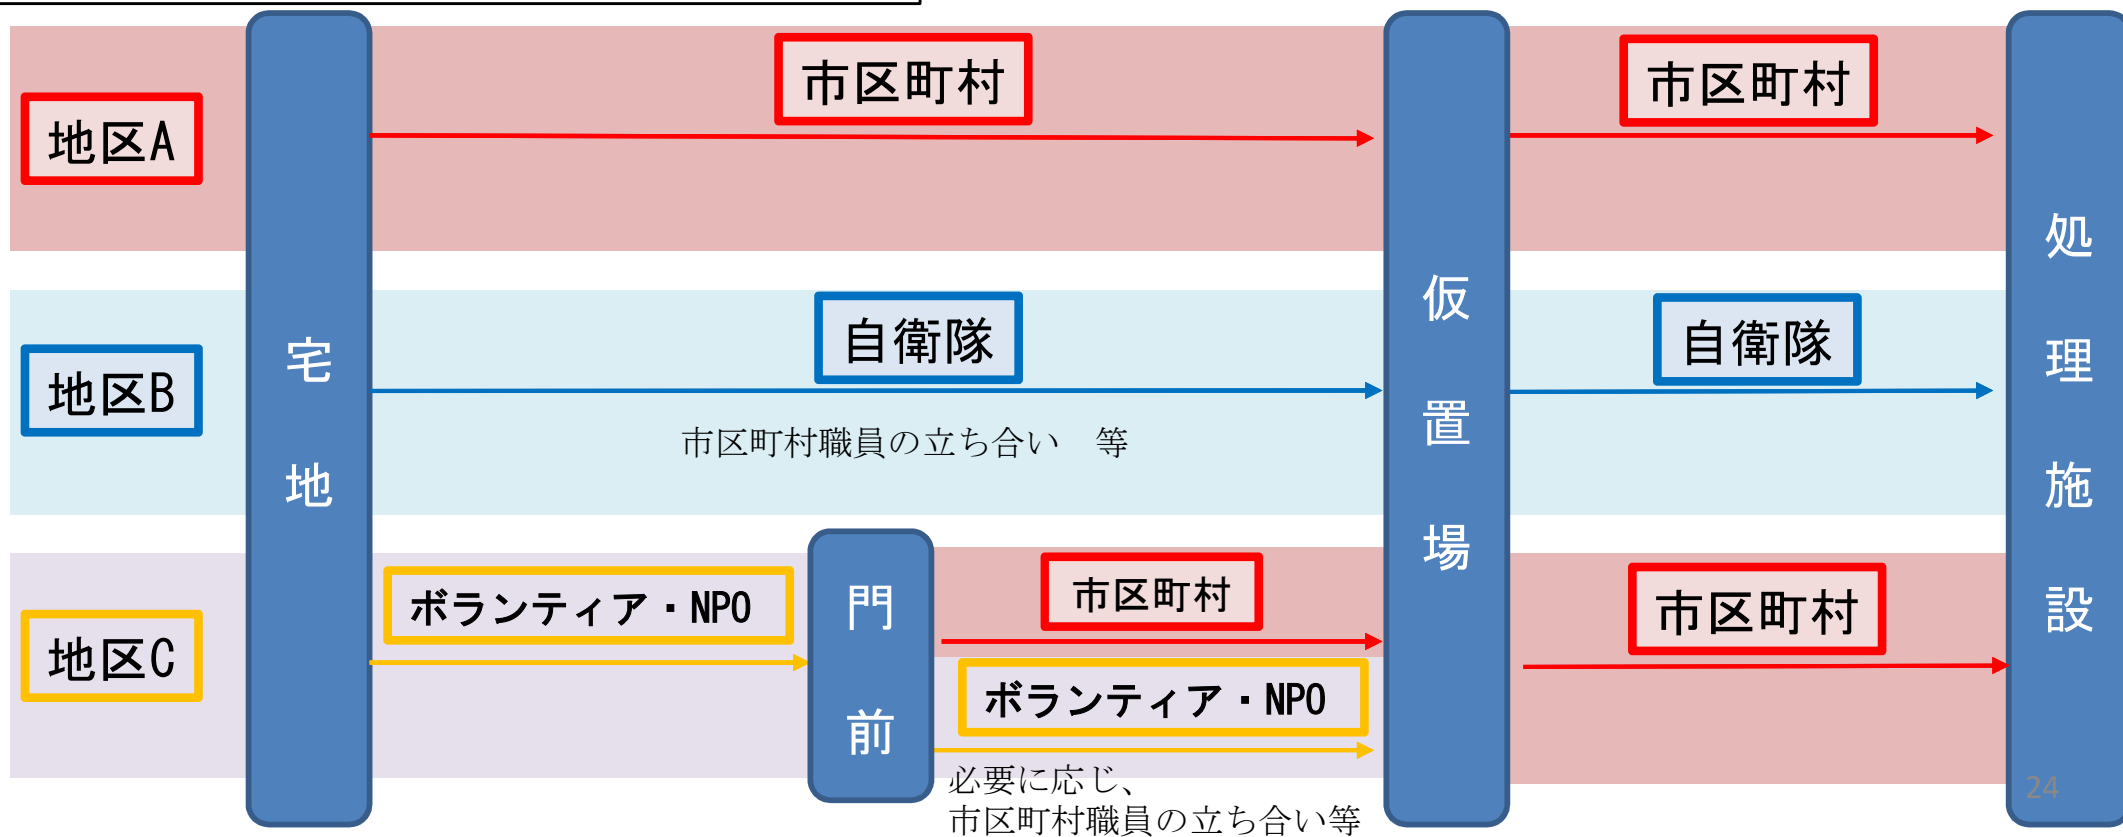 市区町村
市区町村
地区A
宅地
仮置場
処理施設
自衛隊
自衛隊
地区B
市区町村職員の立ち合い　等
門前
ボランティア・NPO
市区町村
市区町村
地区C
ボランティア・NPO
必要に応じ、
市区町村職員の立ち合い等
24